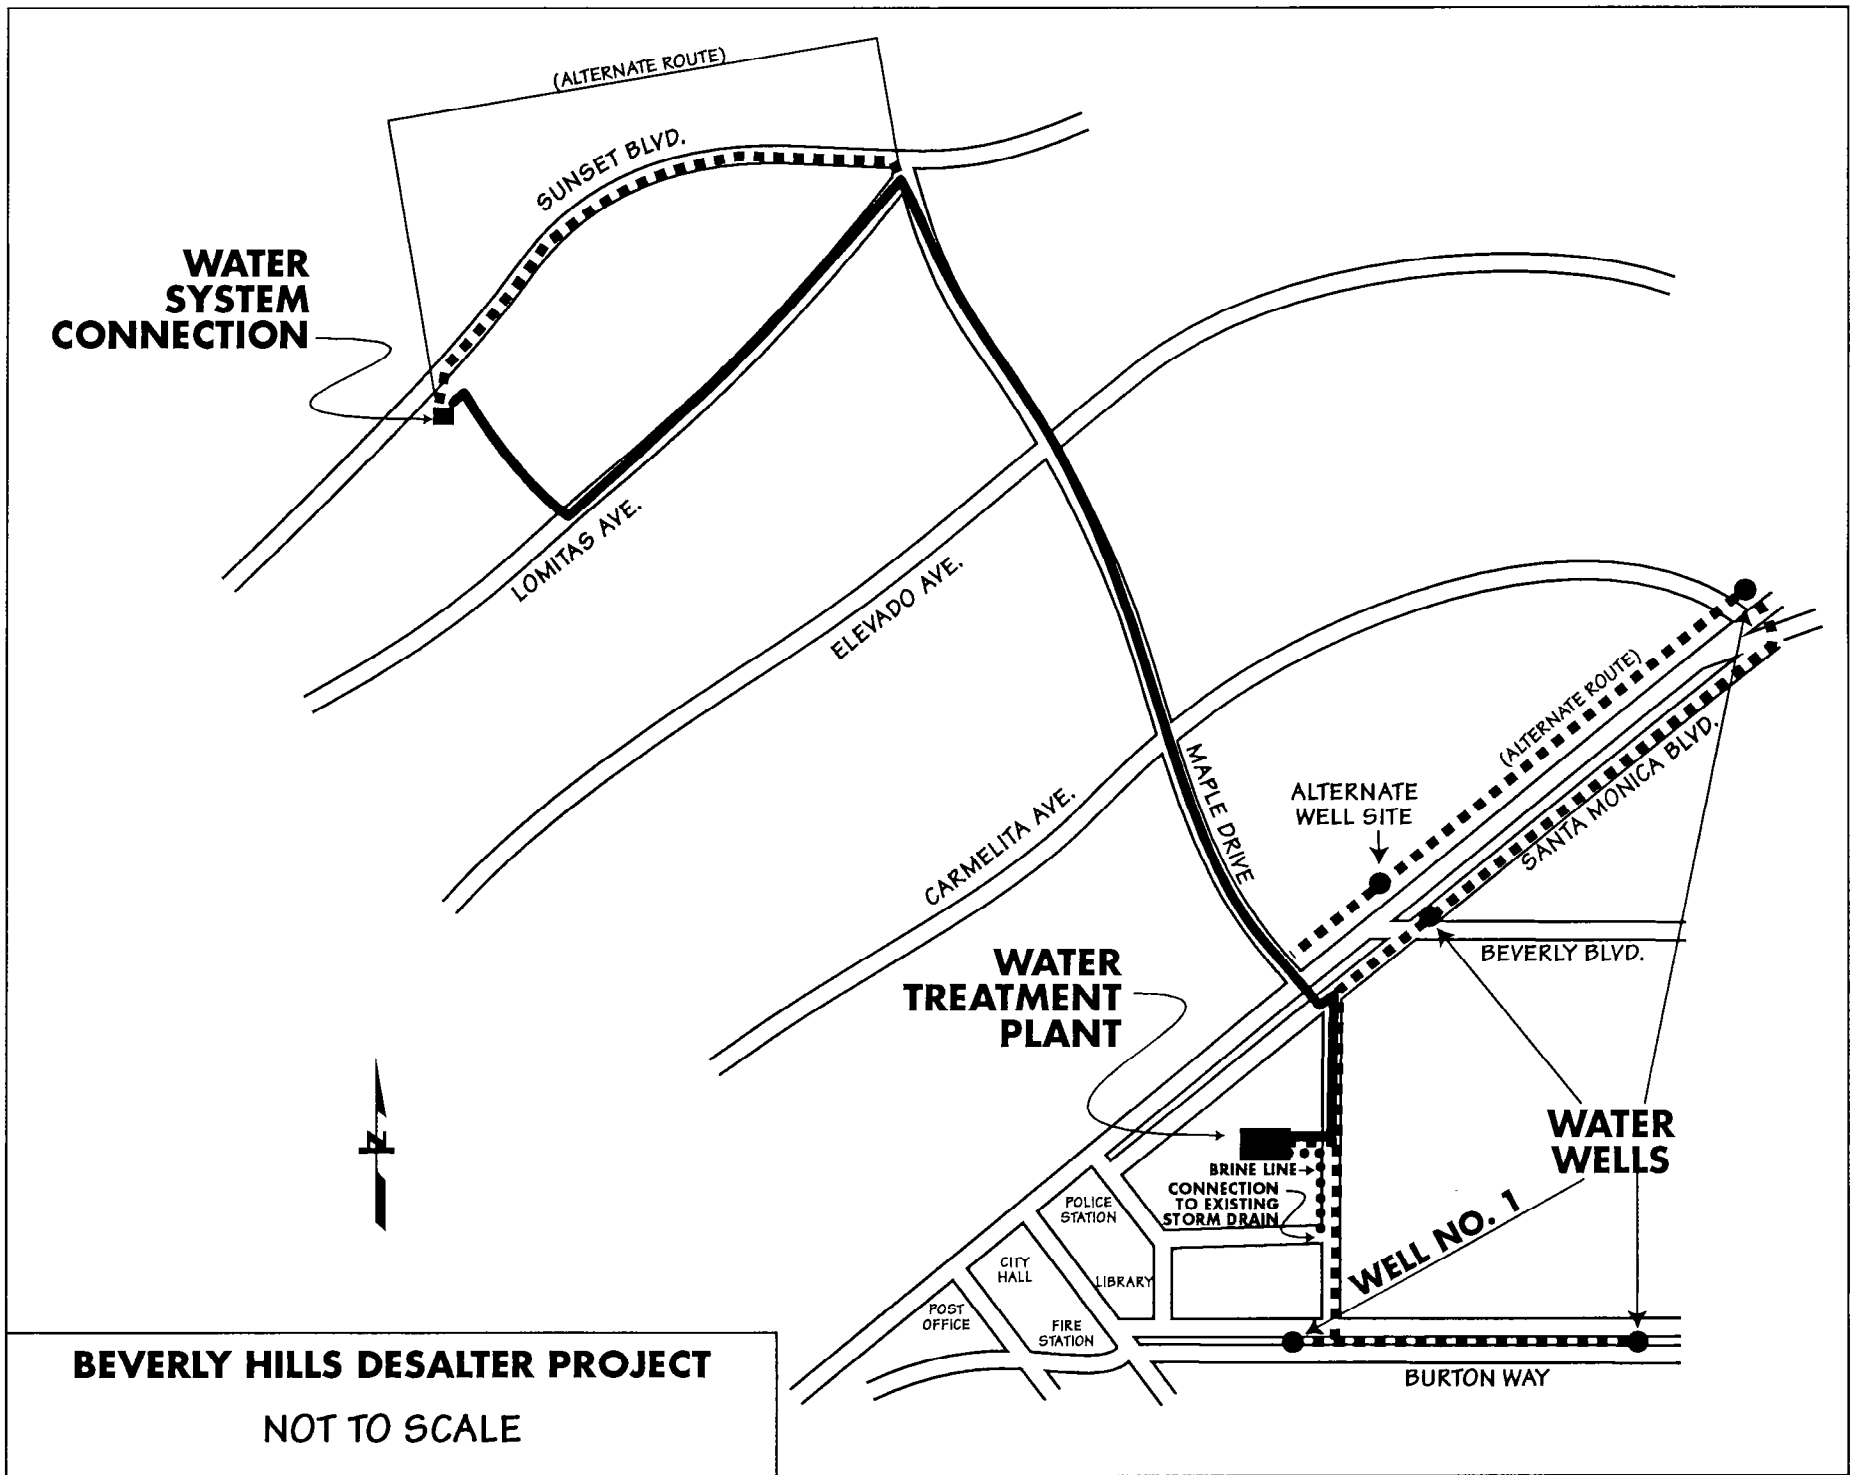 (ALTERNATE ROUTE)
SUNSET BLVD.
WATER
SYSTEM
CONNECTION
LOMITAS AVE.
ELEVADO AVE.
CARMELITA AVE.
MAPLE DRIVE
(ALTERNATE ROUTE)
SANTA MONICA BLVD.
ALTERNATE
WELL SITE
BEVERLY BLVD.
WATER
TREATMENT
PLANT
N
WATER
WELLS
BRINE LINE
CONNECTION
TO EXISTING
STORM DRAIN
WELL NO. 1
POLICE
STATION
CITY
HALL
LIBRARY
POST
OFFICE
FIRE
STATION
BURTON WAY
BEVERLY HILLS DESALTER PROJECT
NOT TO SCALE